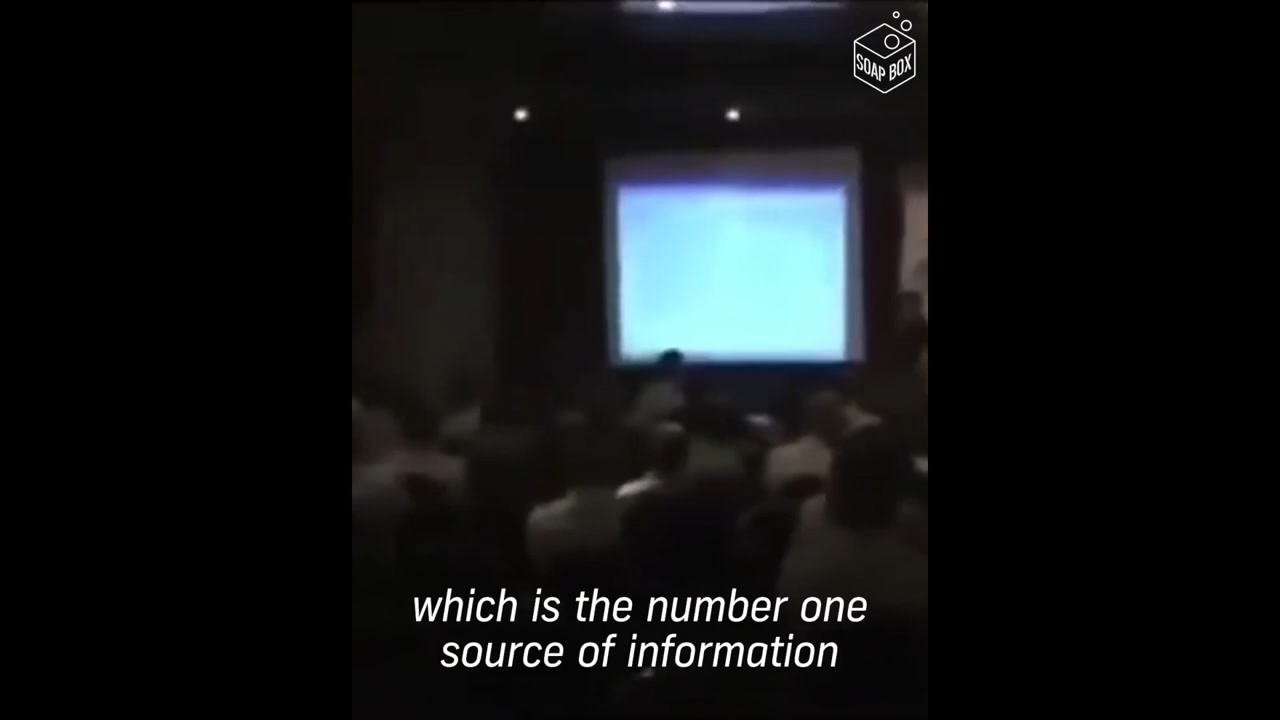 SOAP BOX
which is the number one
source of information